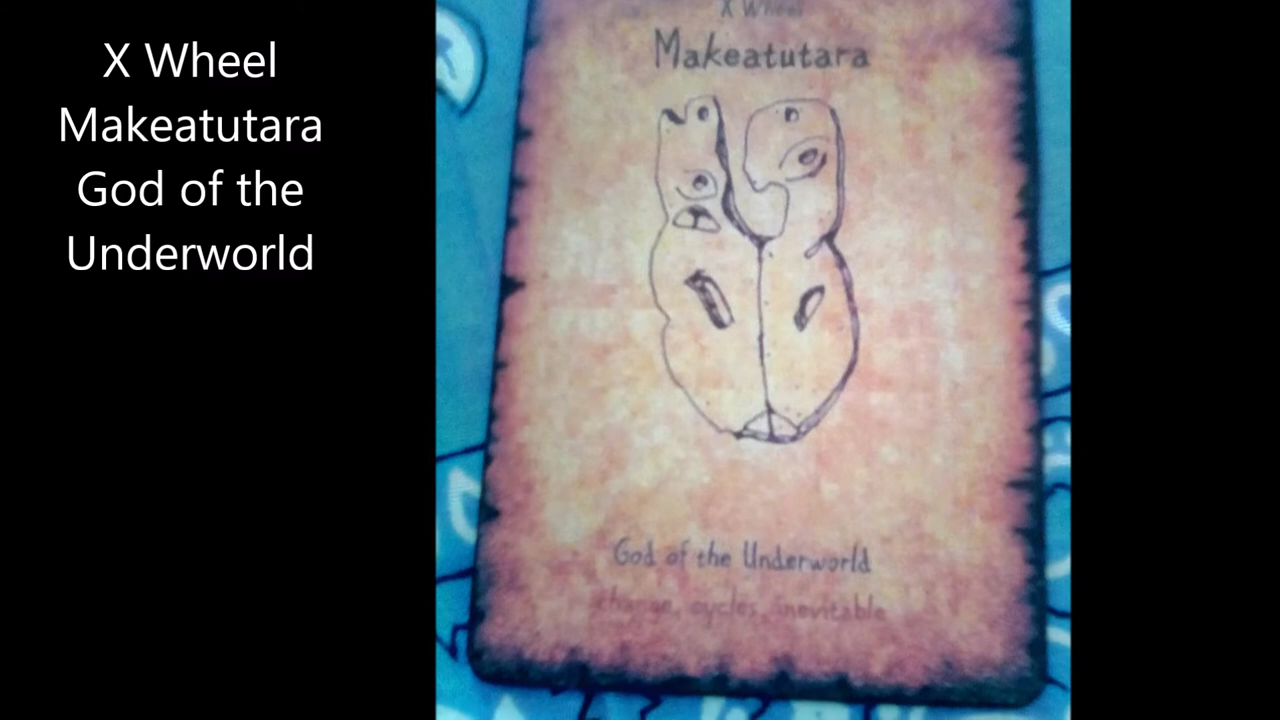 X Wheel
Makeatutara
God of the
Underworld
X Wheel
Makeatutara
God of the Underworld
change, cycles, inevitable